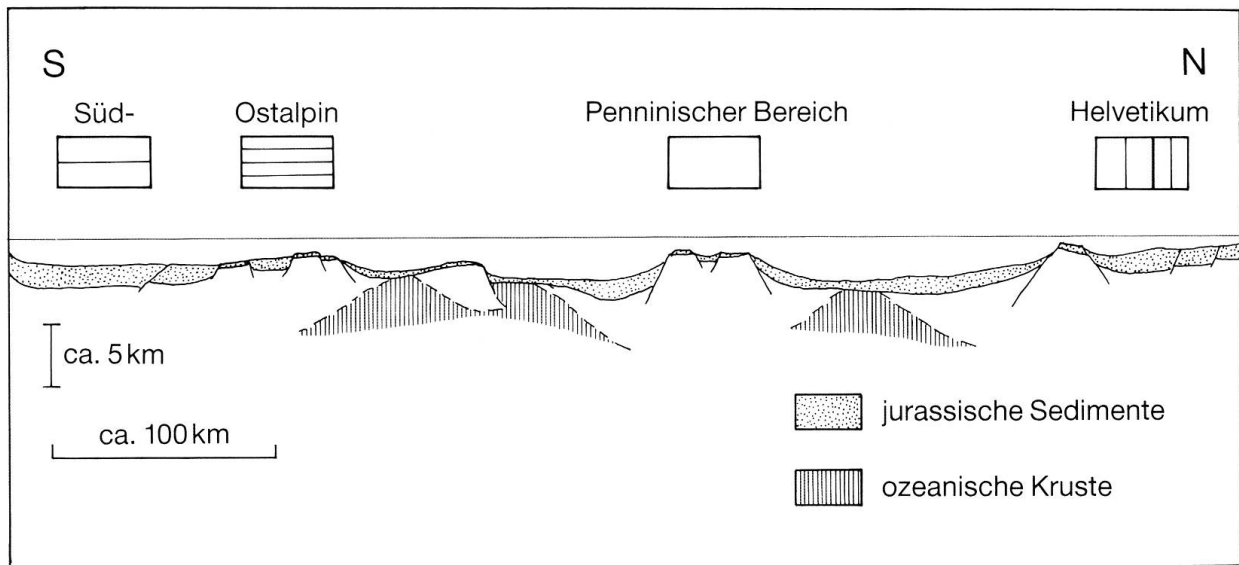 S
N
Süd-
Ostalpin
Penninischer Bereich
Helvetikum
ca. 5 km
ca. 100 km
jurassische Sedimente
ozeanische Kruste